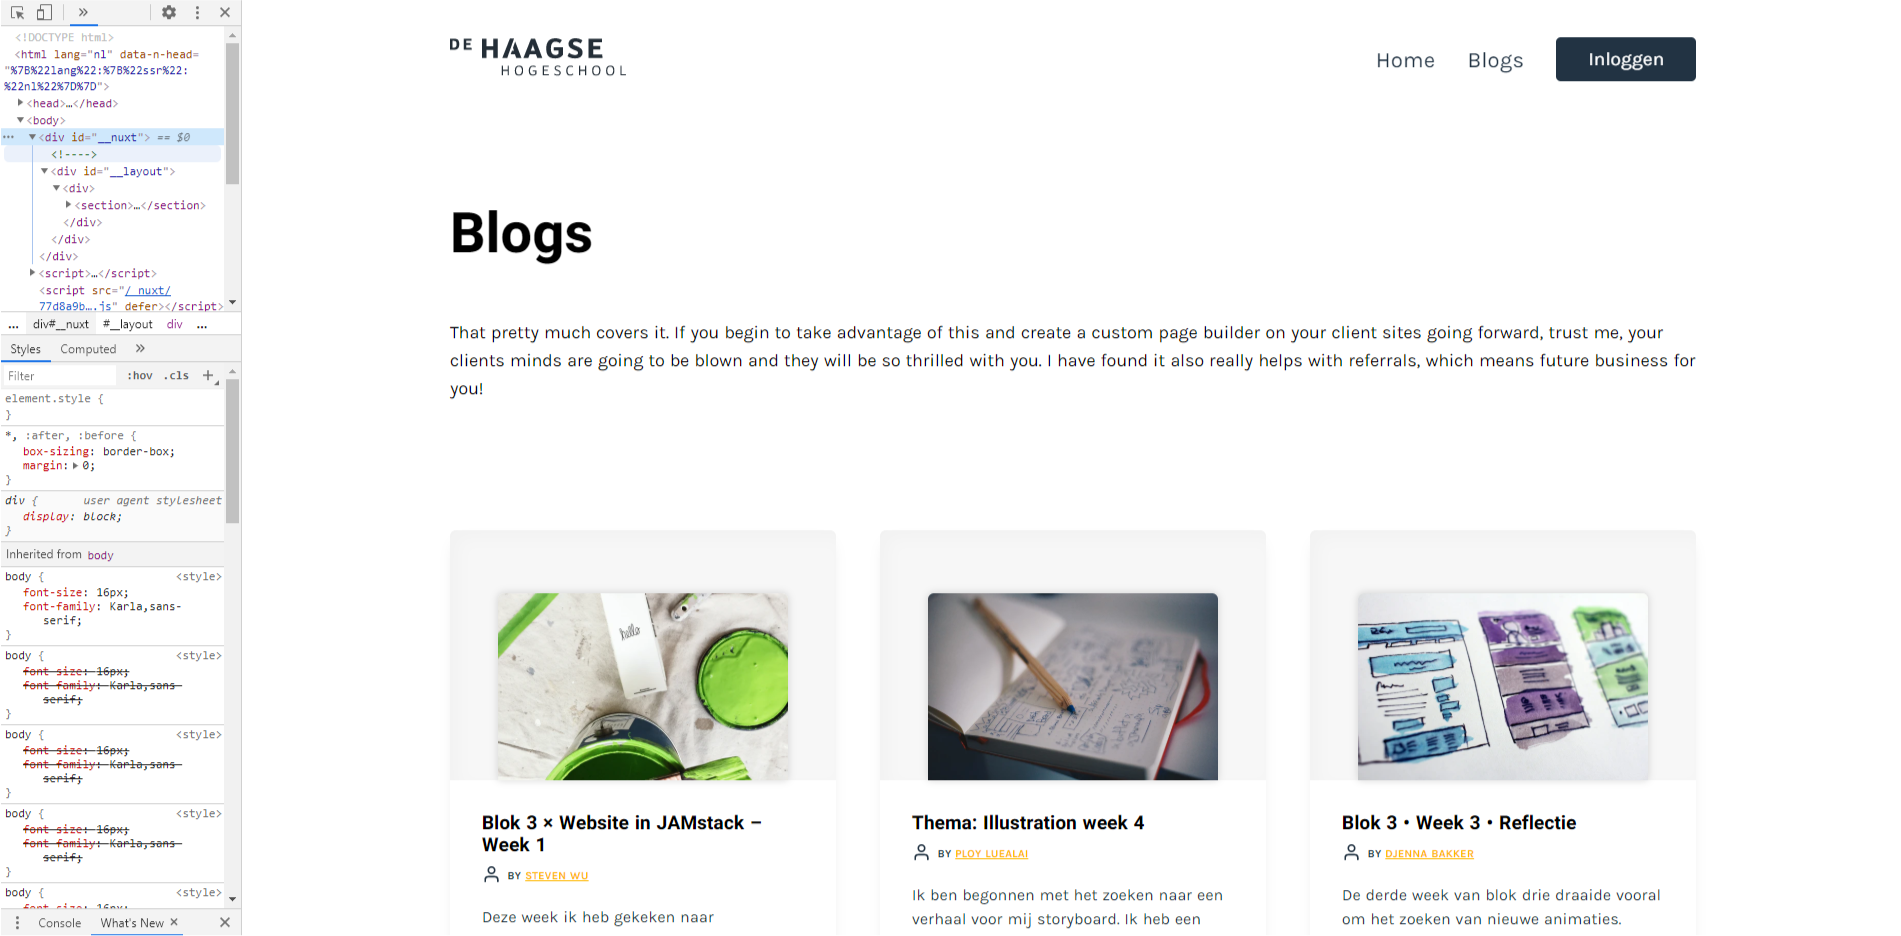 <!DOCTYPE html>
<html lang="nl" data-n-head=
"%7B%22lang%22:%7B%22ssr%22:
%22nl%22%7D%7D">
<head>…</head>
<body>
<div id="__nuxt"> == $0
<!---->
<div id="__layout">
<div>
<section>…</section>
</div>
</div>
</div>
<script>…</script>
<script src="/_nuxt/
77d8a9b….js" defer></script>
... div#__nuxt #__layout div ...
Styles Computed
Filter :hov .cls +
element.style {
}
*, :after, :before {
box-sizing: border-box;
margin: 0;
}
div { user agent stylesheet
display: block;
}
Inherited from body
body { <style>
font-size: 16px;
font-family: Karla,sans-
serif;
}
body { <style>
font-size: 16px;
font-family: Karla,sans-
serif;
}
body { <style>
font-size: 16px;
font-family: Karla,sans-
serif;
}
body { <style>
font-size: 16px;
font-family: Karla,sans-
serif;
}
body { <style>
font-size: 16px;
Console What's New
DE HAAGSE
HOGESCHOOL
Home Blogs Inloggen
Blogs
That pretty much covers it. If you begin to take advantage of this and create a custom page builder on your client sites going forward, trust me, your
clients minds are going to be blown and they will be so thrilled with you. I have found it also really helps with referrals, which means future business for
you!
hello
Blok 3 × Website in JAMstack –
Week 1
BY STEVEN WU
Deze week ik heb gekeken naar
Thema: Illustration week 4
BY PLOY LUEALAI
Ik ben begonnen met het zoeken naar een
verhaal voor mij storyboard. Ik heb een
Blok 3 • Week 3 • Reflectie
BY DJENNA BAKKER
De derde week van blok drie draaide vooral
om het zoeken van nieuwe animaties.